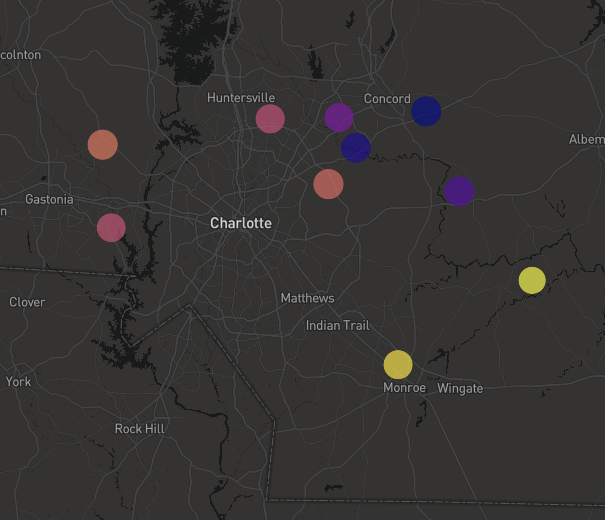 colnton
Huntersville
Concord
Albem
Gastonia
n
Charlotte
Matthews
Clover
Indian Trail
York
Monroe
Wingate
Rock Hill